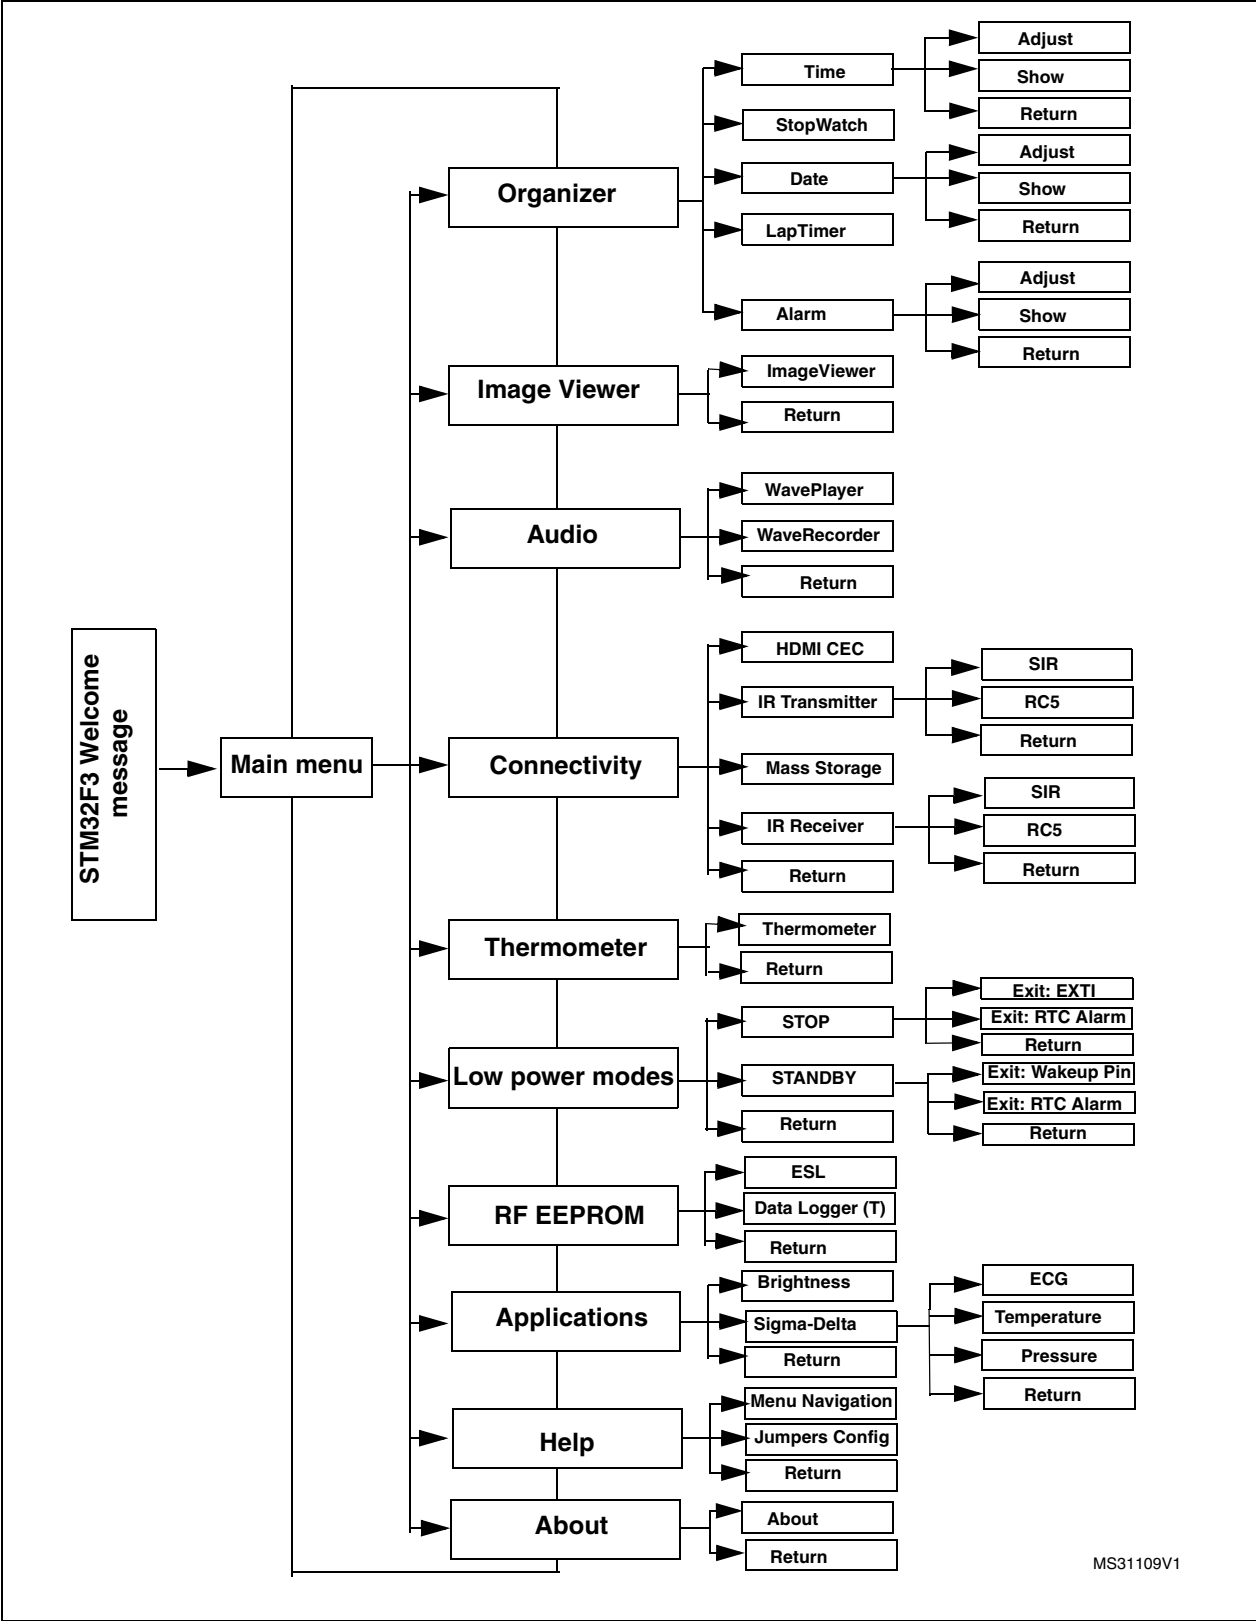 STM32F3 Welcome
message
Main menu
Organizer
Time
Adjust
Show
Return
StopWatch
Date
Adjust
Show
Return
LapTimer
Alarm
Adjust
Show
Return
Image Viewer
ImageViewer
Return
Audio
WavePlayer
WaveRecorder
Return
Connectivity
HDMI CEC
IR Transmitter
SIR
RC5
Return
Mass Storage
IR Receiver
SIR
RC5
Return
Return
Thermometer
Thermometer
Return
Low power modes
STOP
Exit: EXTI
Exit: RTC Alarm
Return
STANDBY
Exit: Wakeup Pin
Exit: RTC Alarm
Return
Return
RF EEPROM
ESL
Data Logger (T)
Return
Applications
Brightness
Sigma-Delta
ECG
Temperature
Pressure
Return
Return
Help
Menu Navigation
Jumpers Config
Return
About
About
Return
MS31109V1